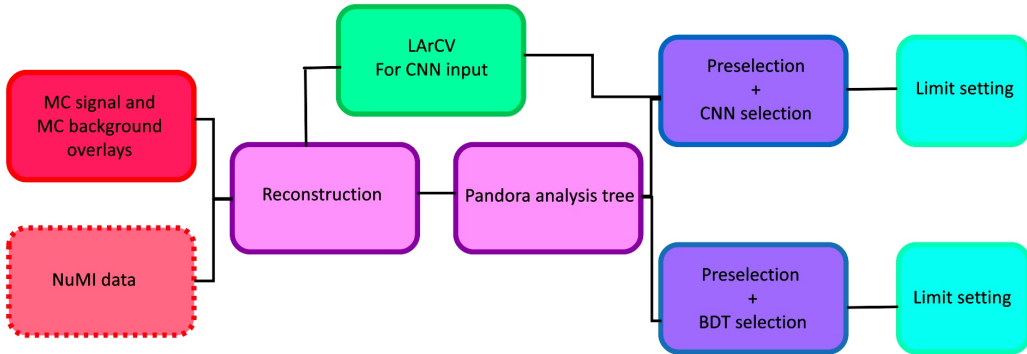 MC signal and
MC background
overlays
NuMI data
Reconstruction
LArCV
For CNN input
Pandora analysis tree
Preselection
+
CNN selection
Limit setting
Preselection
+
BDT selection
Limit setting